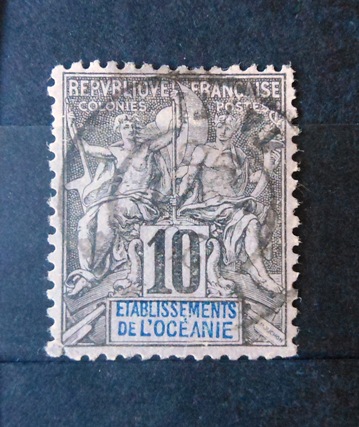 REPVBLIQVE FRANÇAISE
COLONIES POSTES
10
ETABLISSEMENTS
DE L'OCÉANIE